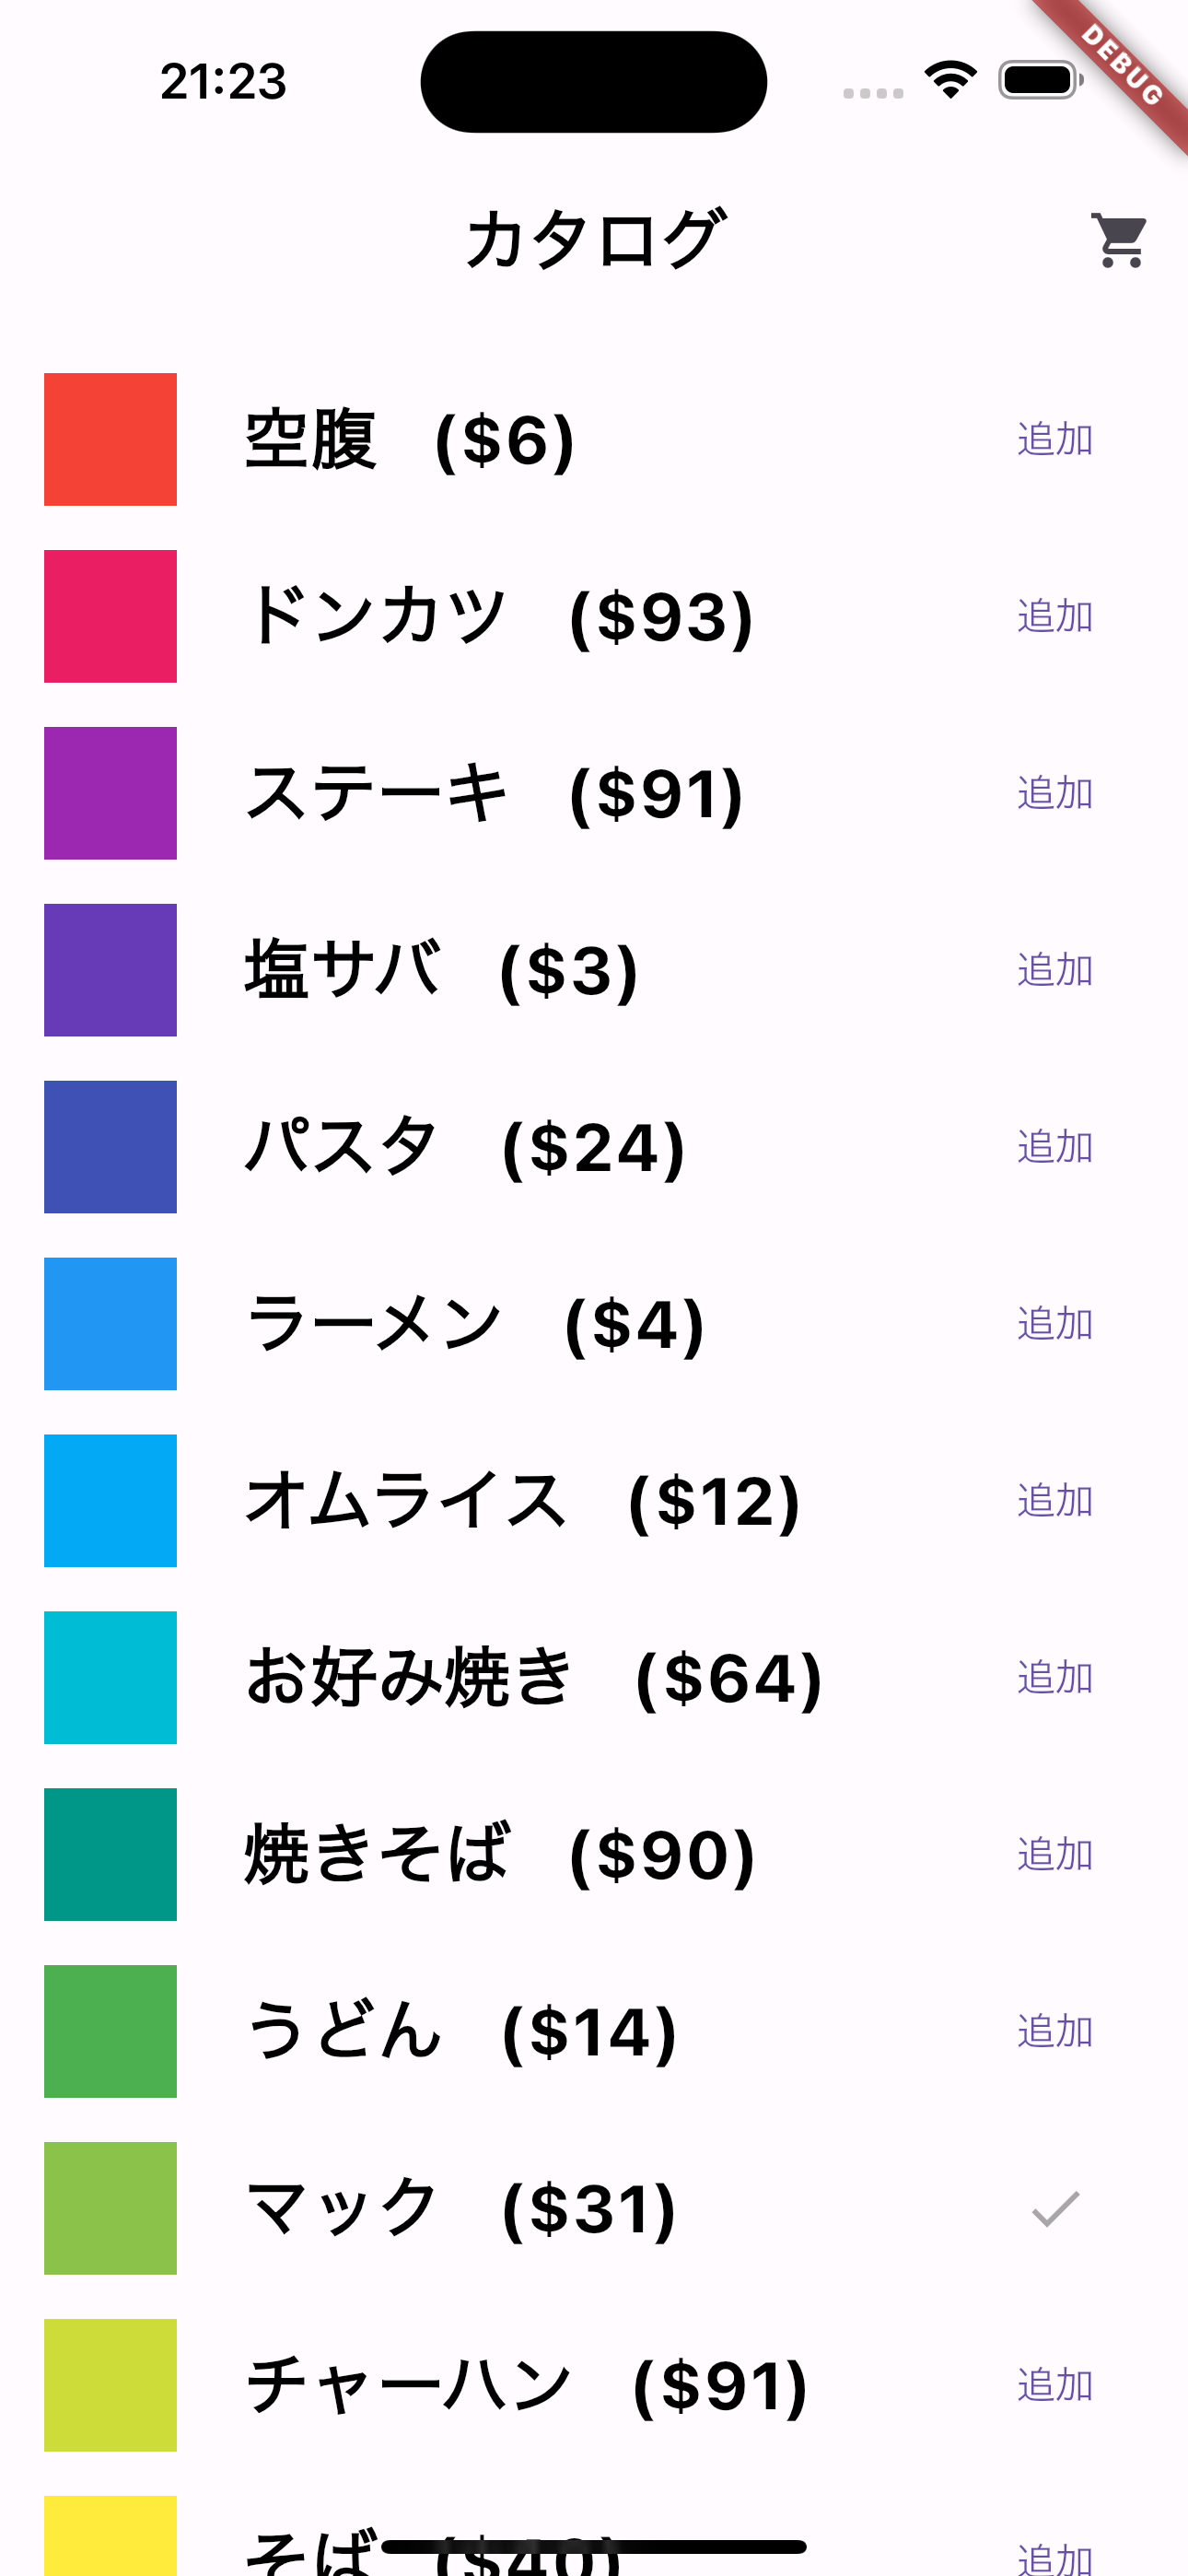 21:23
DEBUG
カタログ
空腹 ($6) 追加
ドンカツ ($93) 追加
ステーキ ($91) 追加
塩サバ ($3) 追加
パスタ ($24) 追加
ラーメン ($4) 追加
オムライス ($12) 追加
お好み焼き ($64) 追加
焼きそば ($90) 追加
うどん ($14) 追加
マック ($31)
チャーハン ($91) 追加
そば ($40) 追加